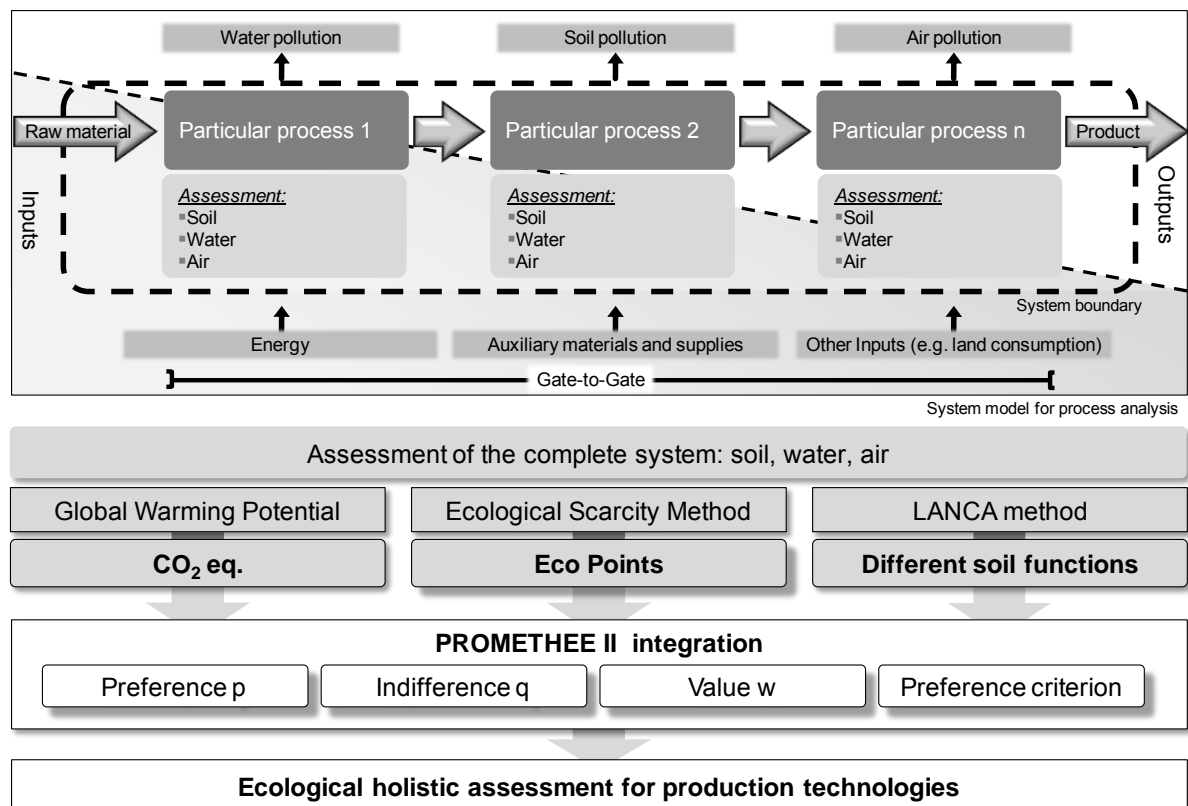 Water pollution
Soil pollution
Air pollution
Raw material
Particular process 1
Particular process 2
Particular process n
Product
Inputs
Assessment:
▪Soil
▪Water
▪Air
Assessment:
▪Soil
▪Water
▪Air
Assessment:
▪Soil
▪Water
▪Air
Outputs
System boundary
Energy
Auxiliary materials and supplies
Other Inputs (e.g. land consumption)
Gate-to-Gate
System model for process analysis
Assessment of the complete system: soil, water, air
Global Warming Potential
Ecological Scarcity Method
LANCA method
CO₂ eq.
Eco Points
Different soil functions
PROMETHEE II integration
Preference p
Indifference q
Value w
Preference criterion
Ecological holistic assessment for production technologies